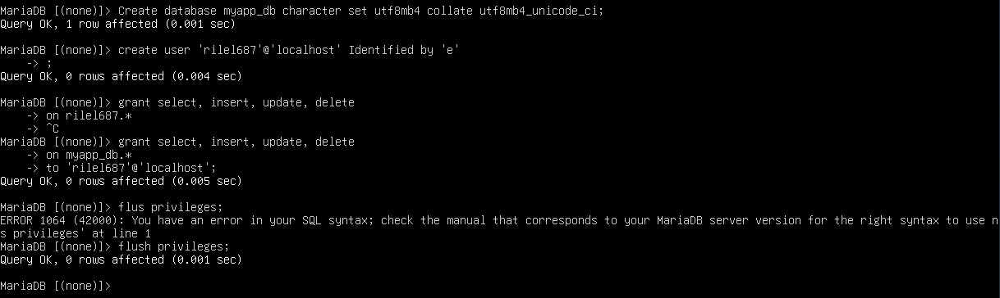 MariaDB [(none)]> Create database myapp_db character set utf8mb4 collate utf8mb4_unicode_ci;
Query OK, 1 row affected (0.001 sec)
MariaDB [(none)]> create user 'rilel687'@'localhost' Identified by 'e'
    -> ;
Query OK, 0 rows affected (0.004 sec)
MariaDB [(none)]> grant select, insert, update, delete
    -> on rilel687.*
    -> ^C
MariaDB [(none)]> grant select, insert, update, delete
    -> on myapp_db.*
    -> to 'rilel687'@'localhost';
Query OK, 0 rows affected (0.005 sec)
MariaDB [(none)]> flus privileges;
ERROR 1064 (42000): You have an error in your SQL syntax; check the manual that corresponds to your MariaDB server version for the right syntax to use n
s privileges' at line 1
MariaDB [(none)]> flush privileges;
Query OK, 0 rows affected (0.001 sec)
MariaDB [(none)]>